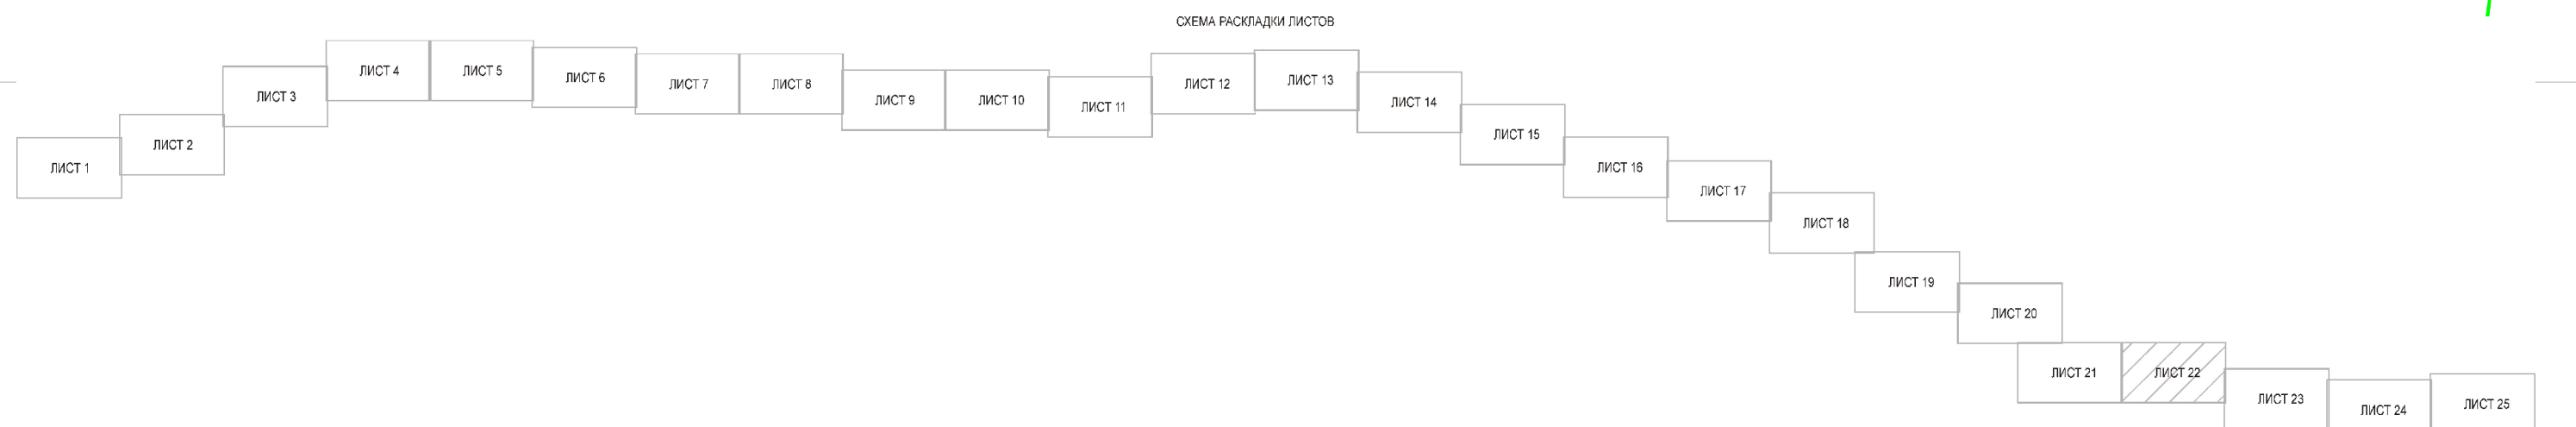 СХЕМА РАСКЛАДКИ ЛИСТОВ
ЛИСТ 1
ЛИСТ 2
ЛИСТ 3
ЛИСТ 4
ЛИСТ 5
ЛИСТ 6
ЛИСТ 7
ЛИСТ 8
ЛИСТ 9
ЛИСТ 10
ЛИСТ 11
ЛИСТ 12
ЛИСТ 13
ЛИСТ 14
ЛИСТ 15
ЛИСТ 16
ЛИСТ 17
ЛИСТ 18
ЛИСТ 19
ЛИСТ 20
ЛИСТ 21
ЛИСТ 22
ЛИСТ 23
ЛИСТ 24
ЛИСТ 25